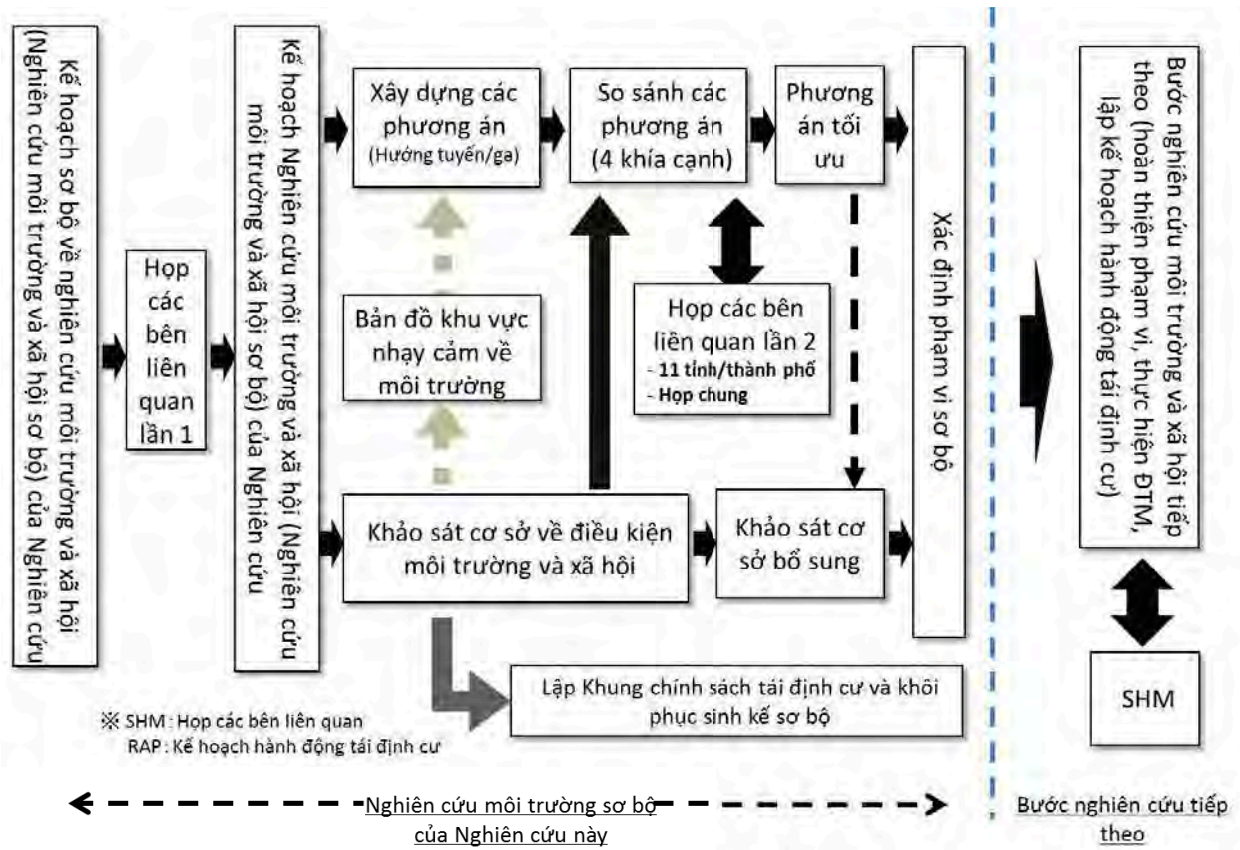 Kế hoạch sơ bộ về nghiên cứu môi trường và xã hội
(Nghiên cứu môi trường và xã hội sơ bộ) của Nghiên cứu
Họp
các
bên
liên
quan
lần 1
Kế hoạch Nghiên cứu môi trường và xã hội (Nghiên cứu
môi trường và xã hội sơ bộ) của Nghiên cứu
Xây dựng các
phương án
(Hướng tuyến/ga)
So sánh các
phương án
(4 khía cạnh)
Phương
án tối
ưu
Bản đồ khu vực
nhạy cảm về
môi trường
Họp các bên
liên quan lần 2
- 11 tỉnh/thành phố
- Họp chung
Khảo sát cơ sở về điều kiện
môi trường và xã hội
Khảo sát cơ
sở bổ sung
Xác định phạm vi sơ bộ
Lập Khung chính sách tái định cư và khôi
phục sinh kế sơ bộ
Bước nghiên cứu môi trường và xã hội tiếp
theo (hoàn thiện phạm vi, thực hiện ĐTM,
lập kế hoạch hành động tái định cư)
SHM
※ SHM : Họp các bên liên quan
RAP : Kế hoạch hành động tái định cư
Nghiên cứu môi trường sơ bộ
của Nghiên cứu này
Bước nghiên cứu tiếp
theo